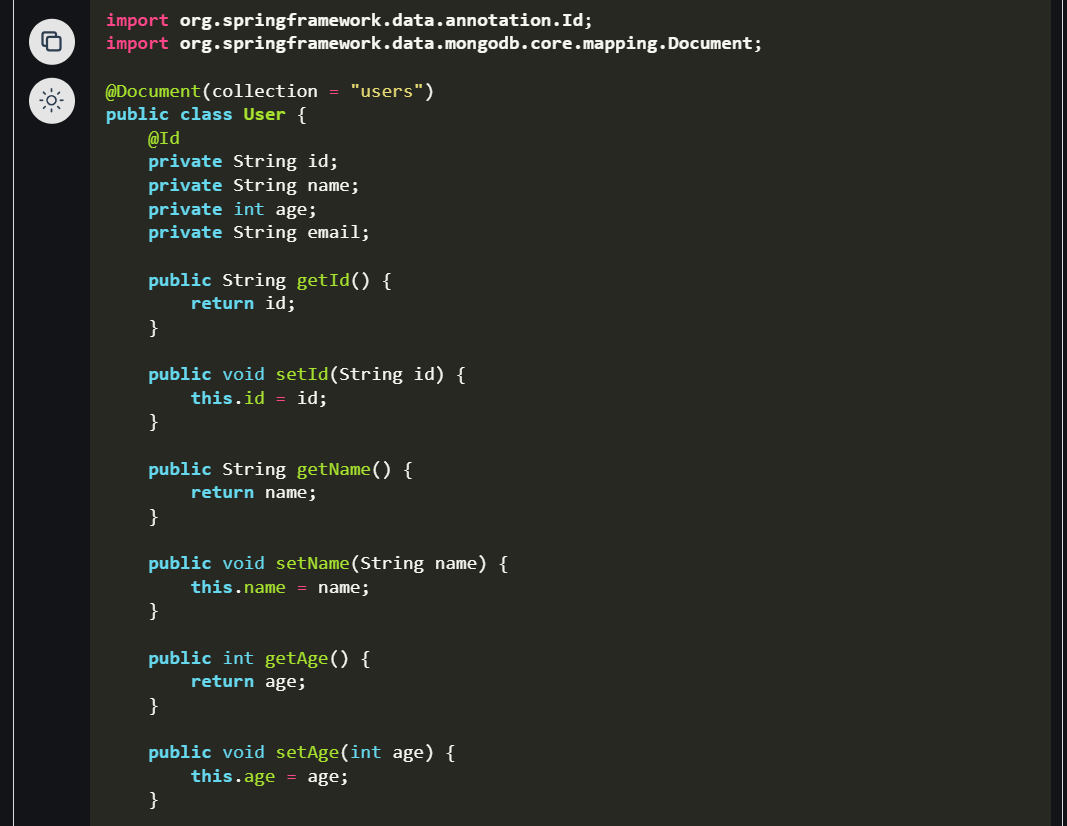 import org.springframework.data.annotation.Id;
import org.springframework.data.mongodb.core.mapping.Document;
@Document(collection = "users")
public class User {
@Id
private String id;
private String name;
private int age;
private String email;
public String getId() {
return id;
}
public void setId(String id) {
this.id = id;
}
public String getName() {
return name;
}
public void setName(String name) {
this.name = name;
}
public int getAge() {
return age;
}
public void setAge(int age) {
this.age = age;
}